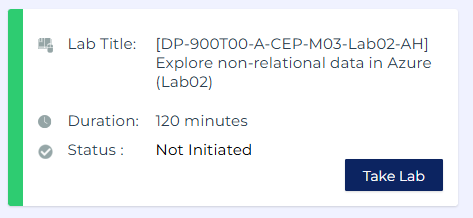 Lab Title: [DP-900T00-A-CEP-M03-Lab02-AH]
Explore non-relational data in Azure
(Lab02)
Duration: 120 minutes
Status : Not Initiated
Take Lab